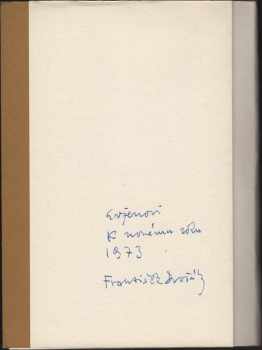 Evženovi
k novému roku
1973
František Dvořák